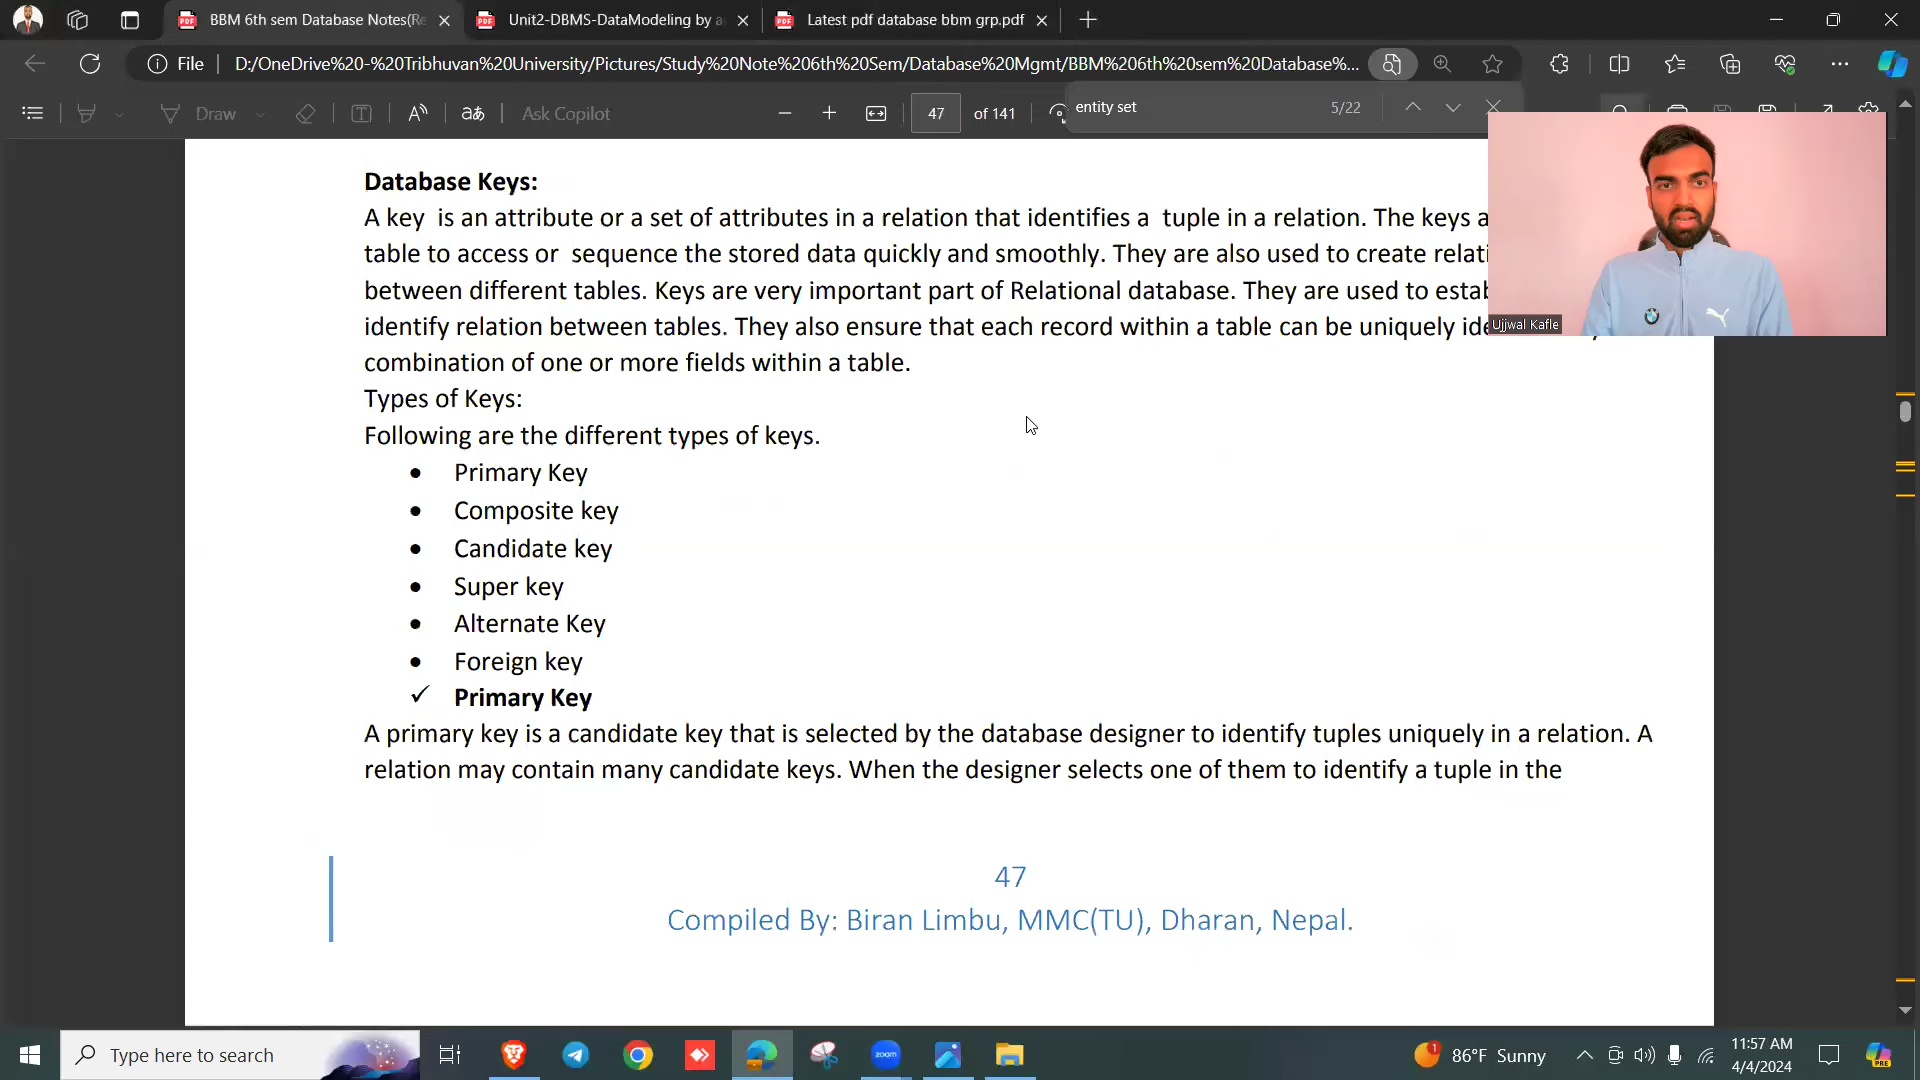 BBM 6th sem Database Notes(Re
Unit2-DBMS-DataModeling by a
Latest pdf database bbm grp.pdf
File
D:/OneDrive%20-%20Tribhuvan%20University/Pictures/Study%20Note%206th%20Sem/Database%20Mgmt/BBM%206th%20sem%20Database%...
Draw
Ask Copilot
47
of 141
entity set
5/22
Database Keys:
A key is an attribute or a set of attributes in a relation that identifies a tuple in a relation. The keys a
table to access or sequence the stored data quickly and smoothly. They are also used to create relati
between different tables. Keys are very important part of Relational database. They are used to estab
identify relation between tables. They also ensure that each record within a table can be uniquely ide
combination of one or more fields within a table.
Types of Keys:
Following are the different types of keys.
• Primary Key
• Composite key
• Candidate key
• Super key
• Alternate Key
• Foreign key
✓ Primary Key
A primary key is a candidate key that is selected by the database designer to identify tuples uniquely in a relation. A
relation may contain many candidate keys. When the designer selects one of them to identify a tuple in the
47
Compiled By: Biran Limbu, MMC(TU), Dharan, Nepal.
Ujjwal Kafle
Type here to search
zoom
1
86°F Sunny
11:57 AM
4/4/2024
PRE